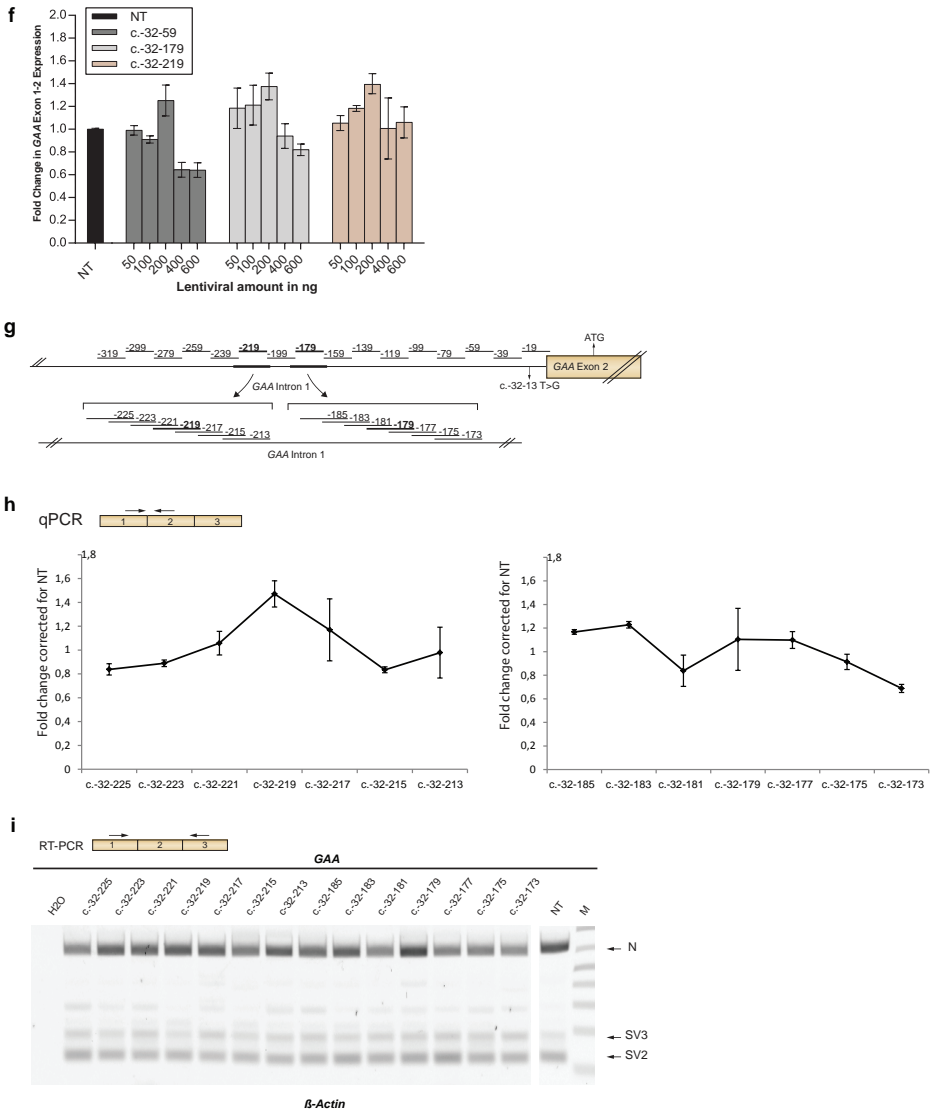 f
NT
c.-32-59
c.-32-179
c.-32-219
Fold Change in GAA Exon 1-2 Expression
2.0
1.8
1.6
1.4
1.2
1.0
0.8
0.6
0.4
0.2
0.0
NT 50 100 200 400 600 50 100 200 400 600 50 100 200 400 600
Lentiviral amount in ng
g
-319 -299 -279 -259 -239 -219 -199 -179 -159 -139 -119 -99 -79 -59 -39 -19
ATG
GAA Exon 2
c.-32-13 T>G
GAA Intron 1
-225 -223 -221 -219 -217 -215 -213
-185 -183 -181 -179 -177 -175 -173
GAA Intron 1
h
qPCR
1 2 3
Fold change corrected for NT
1,8
1,6
1,4
1,2
1
0,8
0,6
0,4
0,2
0
c.-32-225 c.-32-223 c.-32-221 c.-32-219 c.-32-217 c.-32-215 c.-32-213
Fold change corrected for NT
1,8
1,6
1,4
1,2
1
0,8
0,6
0,4
0,2
0
c.-32-185 c.-32-183 c.-32-181 c.-32-179 c.-32-177 c.-32-175 c.-32-173
i
RT-PCR
1 2 3
GAA
H2O c.-32-225 c.-32-223 c.-32-221 c.-32-219 c.-32-217 c.-32-215 c.-32-213 c.-32-185 c.-32-183 c.-32-181 c.-32-179 c.-32-177 c.-32-175 c.-32-173 NT M
N
SV3
SV2
ß-Actin